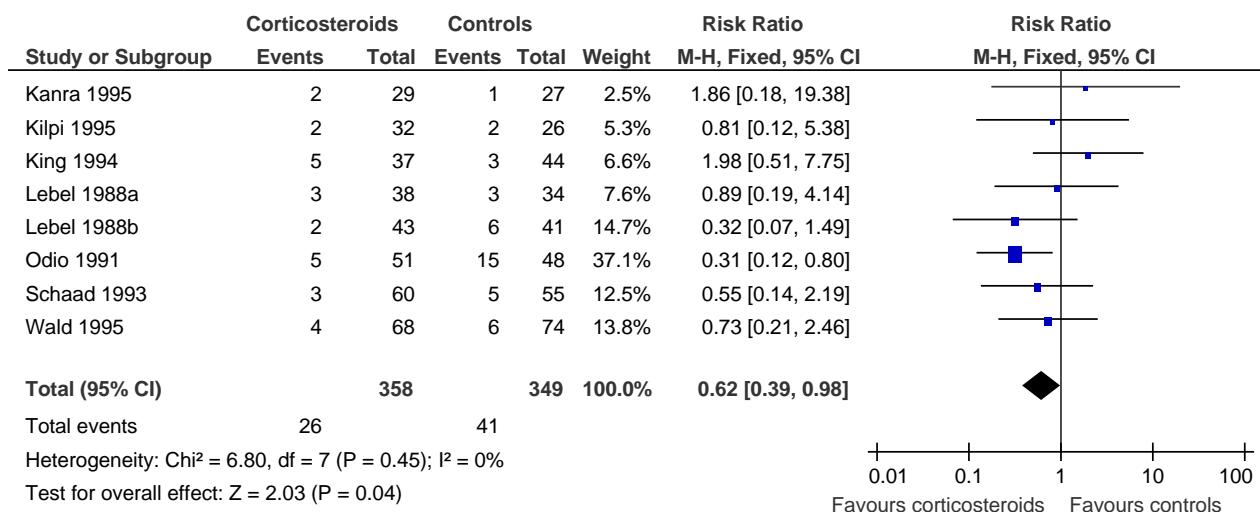 Corticosteroids Controls Risk Ratio Risk Ratio
Study or Subgroup Events Total Events Total Weight M-H, Fixed, 95% CI M-H, Fixed, 95% CI
Kanra 1995 2 29 1 27 2.5% 1.86 [0.18, 19.38]
Kilpi 1995 2 32 2 26 5.3% 0.81 [0.12, 5.38]
King 1994 5 37 3 44 6.6% 1.98 [0.51, 7.75]
Lebel 1988a 3 38 3 34 7.6% 0.89 [0.19, 4.14]
Lebel 1988b 2 43 6 41 14.7% 0.32 [0.07, 1.49]
Odio 1991 5 51 15 48 37.1% 0.31 [0.12, 0.80]
Schaad 1993 3 60 5 55 12.5% 0.55 [0.14, 2.19]
Wald 1995 4 68 6 74 13.8% 0.73 [0.21, 2.46]
Total (95% CI) 358 349 100.0% 0.62 [0.39, 0.98]
Total events 26 41
Heterogeneity: Chi² = 6.80, df = 7 (P = 0.45); I² = 0%
Test for overall effect: Z = 2.03 (P = 0.04)
0.01 0.1 1 10 100
Favours corticosteroids Favours controls